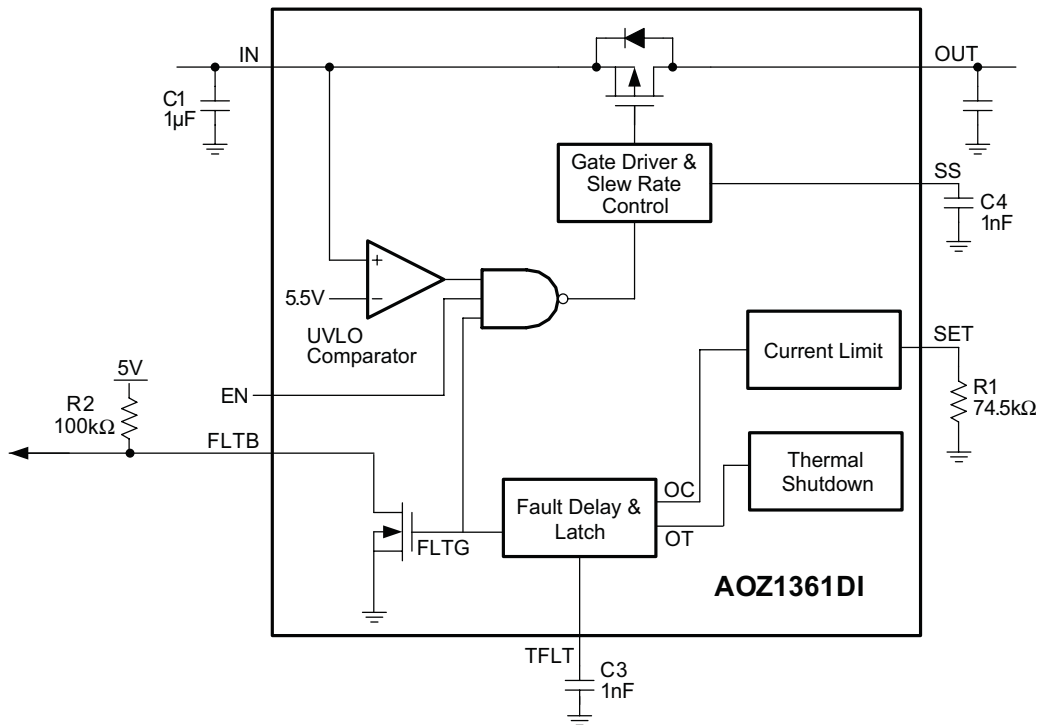 IN
OUT
C1
1µF
Gate Driver &
Slew Rate
Control
SS
C4
1nF
+
5.5V
–
UVLO
Comparator
SET
Current Limit
R1
74.5kΩ
5V
EN
R2
100kΩ
FLTB
Thermal
Shutdown
OC
Fault Delay &
Latch
OT
FLTG
AOZ1361DI
TFLT
C3
1nF